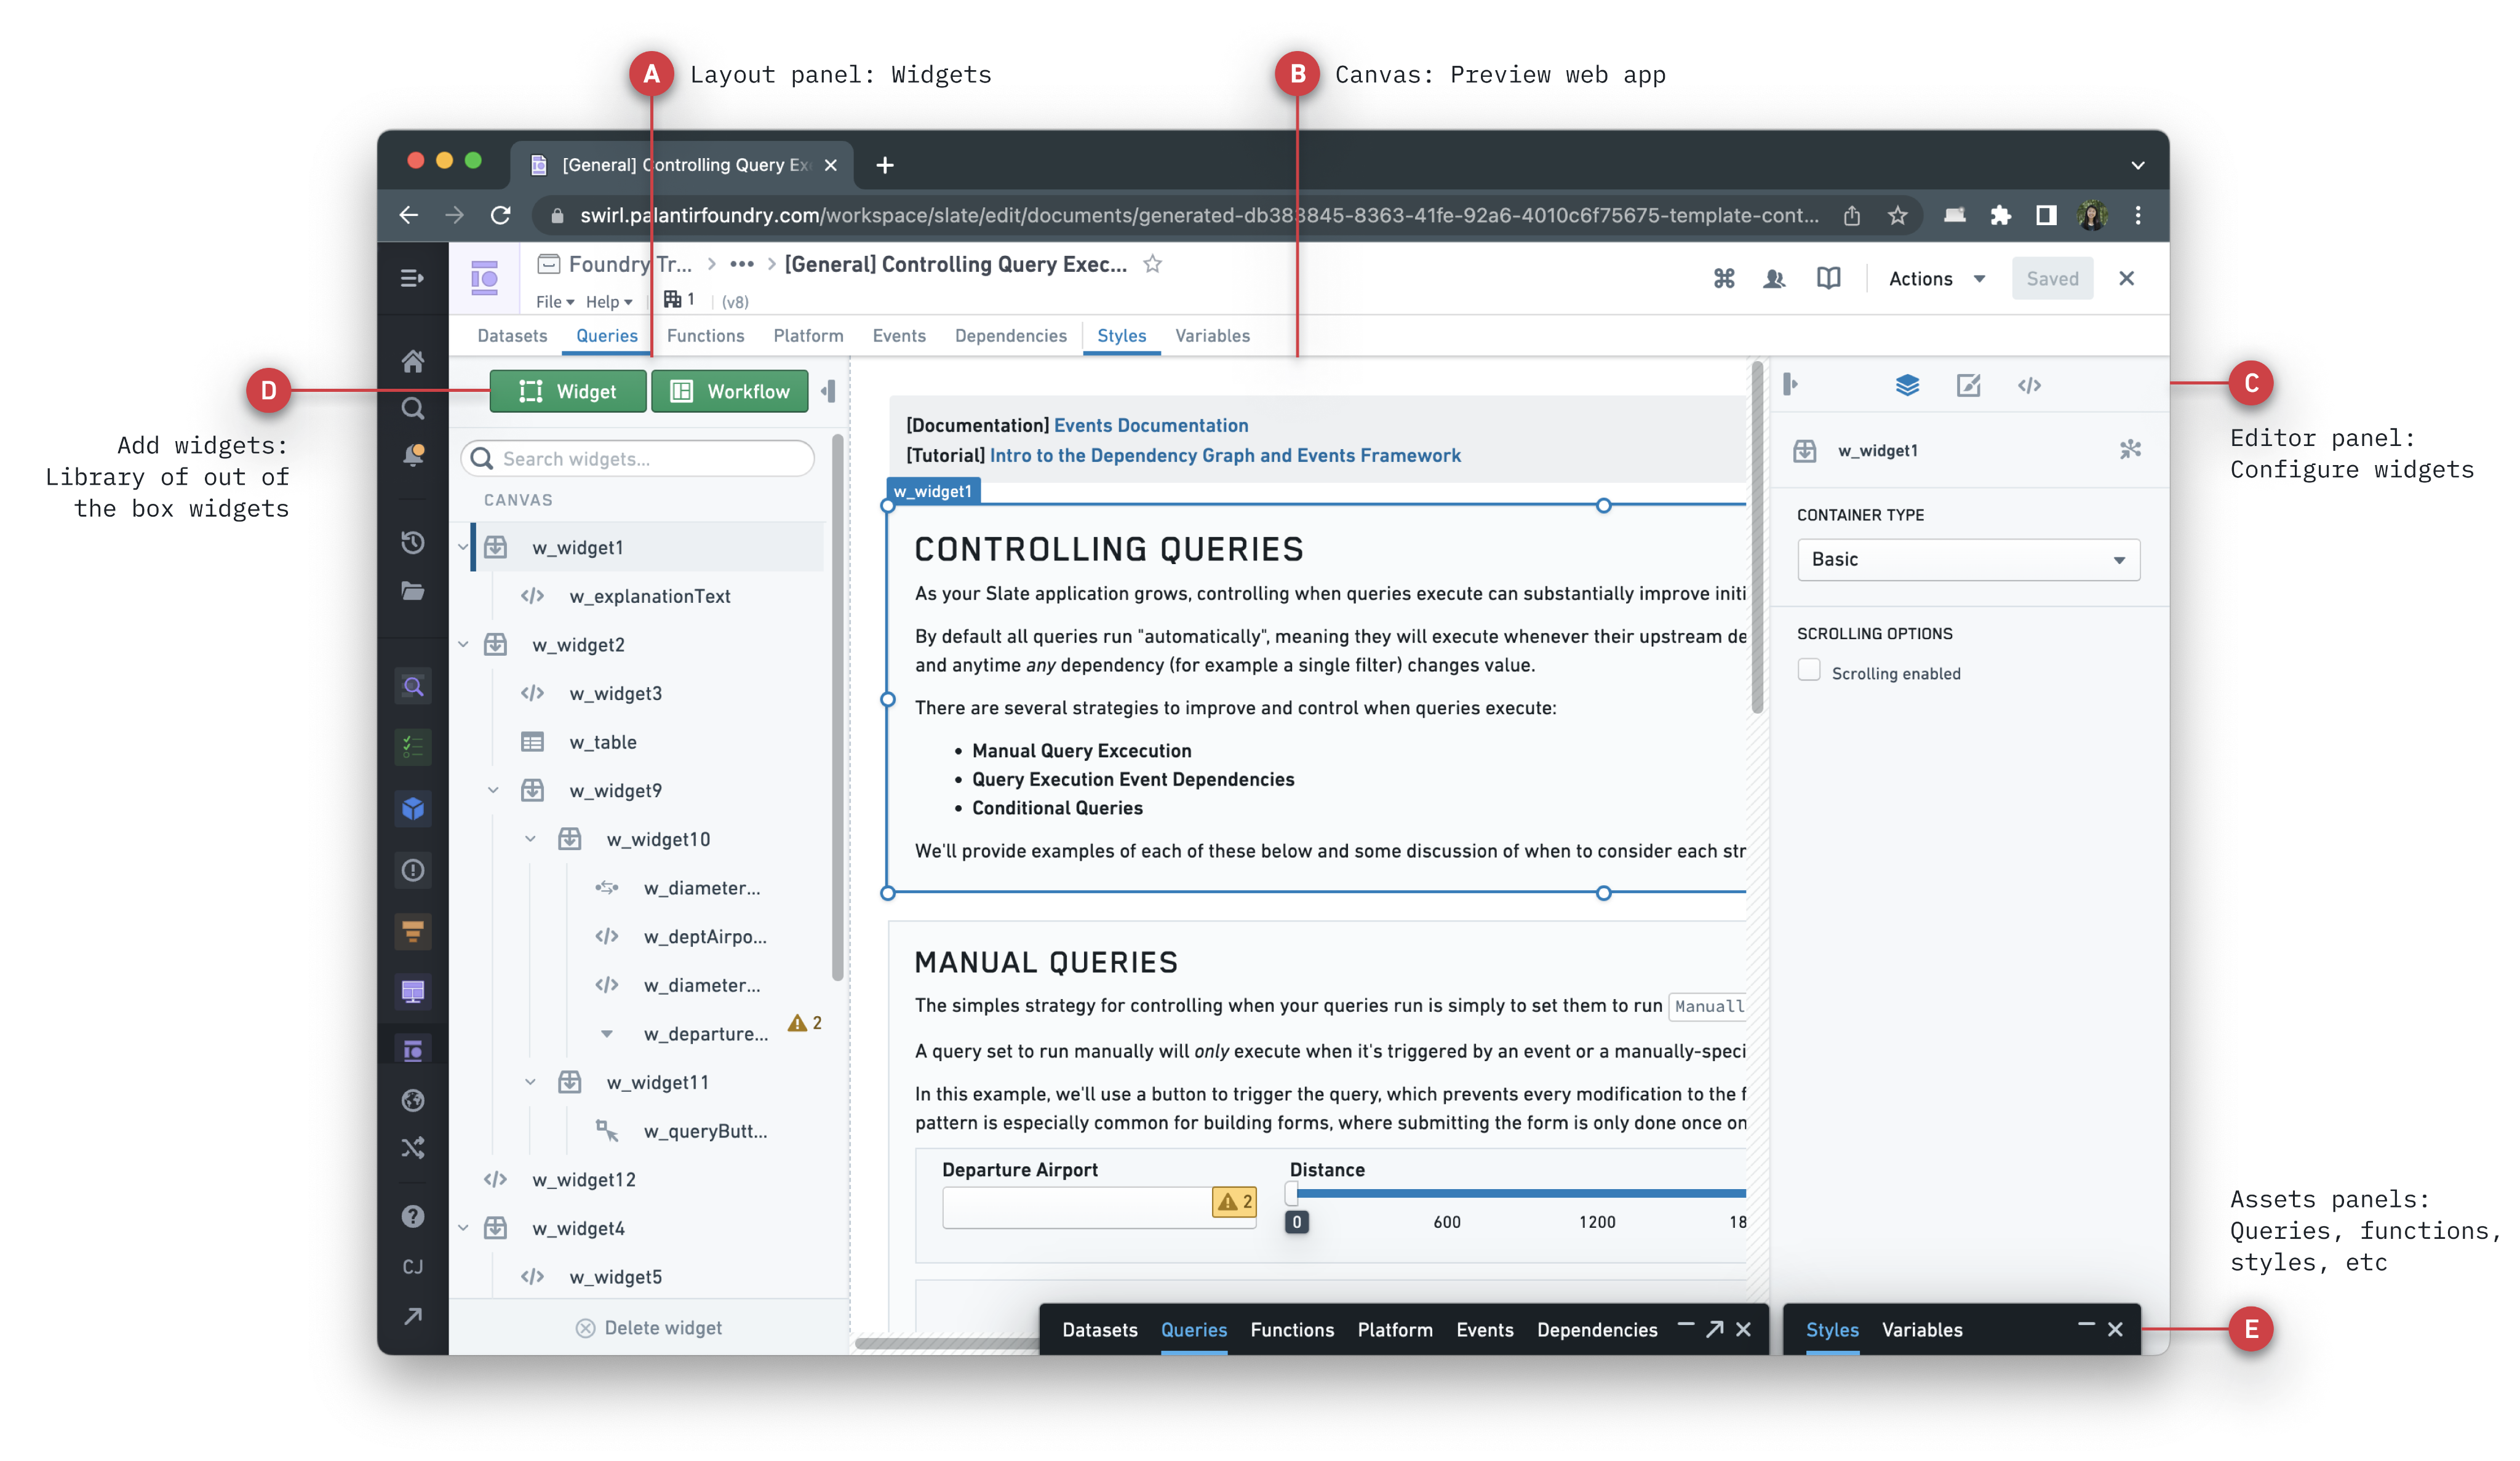 A Layout panel: Widgets
B Canvas: Preview web app
[General] Controlling Query Ex
swirl.palantirfoundry.com/workspace/slate/edit/documents/generated-db388845-8363-41fe-92a6-4010c6f75675-template-cont...
Foundry Tr... > ••• > [General] Controlling Query Exec...
File Help 1 (v8)
Actions Saved
Datasets Queries Functions Platform Events Dependencies Styles Variables
D
Add widgets:
Library of out of
the box widgets
Widget Workflow
Search widgets...
CANVAS
w_widget1
w_explanationText
w_widget2
w_widget3
w_table
w_widget9
w_widget10
w_diameter...
w_deptAirpo...
w_diameter...
w_departure... 2
w_widget11
w_queryButt...
w_widget12
w_widget4
w_widget5
Delete widget
CJ
[Documentation] Events Documentation
[Tutorial] Intro to the Dependency Graph and Events Framework
w_widget1
CONTROLLING QUERIES
As your Slate application grows, controlling when queries execute can substantially improve initi
By default all queries run "automatically", meaning they will execute whenever their upstream de
and anytime any dependency (for example a single filter) changes value.
There are several strategies to improve and control when queries execute:
• Manual Query Excecution
• Query Execution Event Dependencies
• Conditional Queries
We'll provide examples of each of these below and some discussion of when to consider each str
MANUAL QUERIES
The simples strategy for controlling when your queries run is simply to set them to run Manuall
A query set to run manually will only execute when it's triggered by an event or a manually-speci
In this example, we'll use a button to trigger the query, which prevents every modification to the f
pattern is especially common for building forms, where submitting the form is only done once on
Departure Airport Distance
2
0 600 1200 18
Datasets Queries Functions Platform Events Dependencies
Styles Variables
C
Editor panel:
Configure widgets
w_widget1
CONTAINER TYPE
Basic
SCROLLING OPTIONS
Scrolling enabled
Assets panels:
Queries, functions,
styles, etc
E